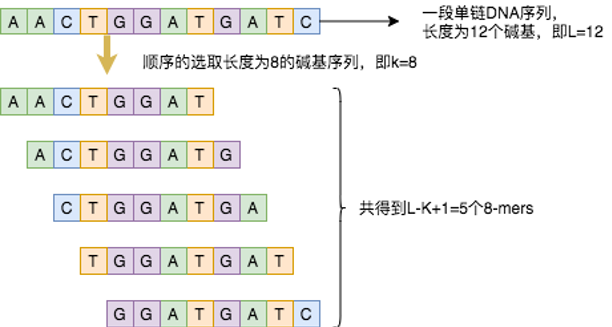 A A C T G G A T G A T C
一段单链DNA序列，
长度为12个碱基，即L=12
顺序的选取长度为8的碱基序列，即k=8
A A C T G G A T
A C T G G A T G
C T G G A T G A
共得到L-K+1=5个8-mers
T G G A T G A T
G G A T G A T C